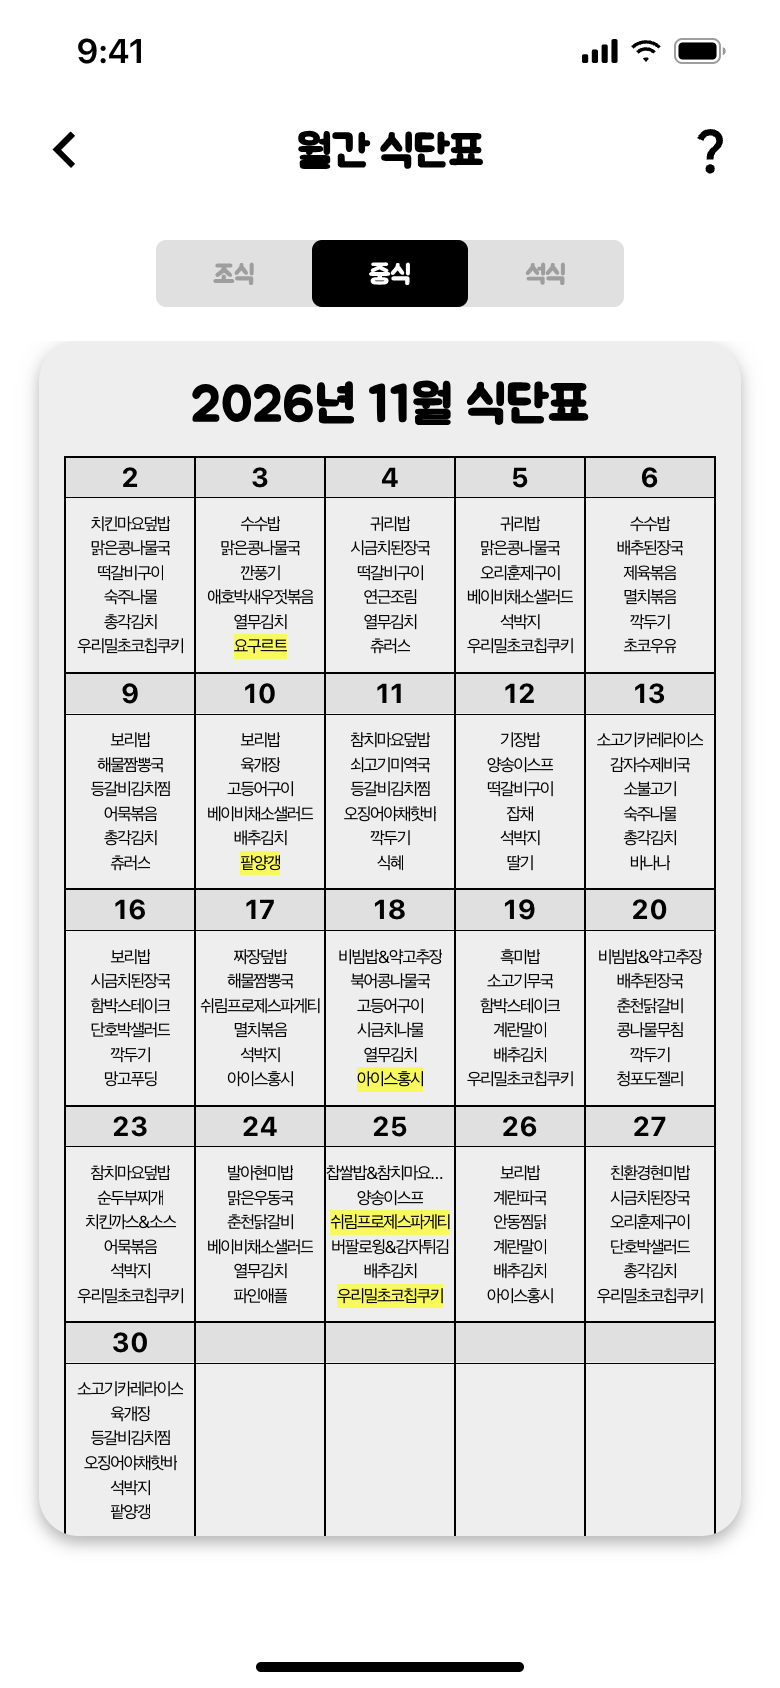 9:41
월간 식단표
?
조식 중식 석식
2026년 11월 식단표
2 3 4 5 6
치킨마요덮밥 수수밥 귀리밥 귀리밥 수수밥
맑은콩나물국 맑은콩나물국 시금치된장국 맑은콩나물국 배추된장국
떡갈비구이 깐풍기 떡갈비구이 오리훈제구이 제육볶음
숙주나물 애호박새우젓볶음 연근조림 베이비채소샐러드 멸치볶음
총각김치 열무김치 열무김치 석박지 깍두기
우리밀초코칩쿠키 요구르트 츄러스 우리밀초코칩쿠키 초코우유
9 10 11 12 13
보리밥 보리밥 참치마요덮밥 기장밥 소고기카레라이스
해물짬뽕국 육개장 쇠고기미역국 양송이스프 감자수제비국
등갈비김치찜 고등어구이 등갈비김치찜 떡갈비구이 소불고기
어묵볶음 베이비채소샐러드 오징어야채핫바 잡채 숙주나물
총각김치 배추김치 깍두기 석박지 총각김치
츄러스 팥양갱 식혜 딸기 바나나
16 17 18 19 20
보리밥 짜장덮밥 비빔밥&약고추장 흑미밥 비빔밥&약고추장
시금치된장국 해물짬뽕국 북어콩나물국 소고기무국 배추된장국
함박스테이크 쉬림프로제스파게티 고등어구이 함박스테이크 춘천닭갈비
단호박샐러드 멸치볶음 시금치나물 계란말이 콩나물무침
깍두기 석박지 열무김치 배추김치 깍두기
망고푸딩 아이스홍시 아이스홍시 우리밀초코칩쿠키 청포도젤리
23 24 25 26 27
참치마요덮밥 발아현미밥 찹쌀밥&참치마요... 보리밥 친환경현미밥
순두부찌개 맑은우동국 양송이스프 계란파국 시금치된장국
치킨까스&소스 춘천닭갈비 쉬림프로제스파게티 안동찜닭 오리훈제구이
어묵볶음 베이비채소샐러드 버팔로윙&감자튀김 계란말이 단호박샐러드
석박지 열무김치 배추김치 배추김치 총각김치
우리밀초코칩쿠키 파인애플 우리밀초코칩쿠키 아이스홍시 우리밀초코칩쿠키
30
소고기카레라이스
육개장
등갈비김치찜
오징어야채핫바
석박지
팥양갱